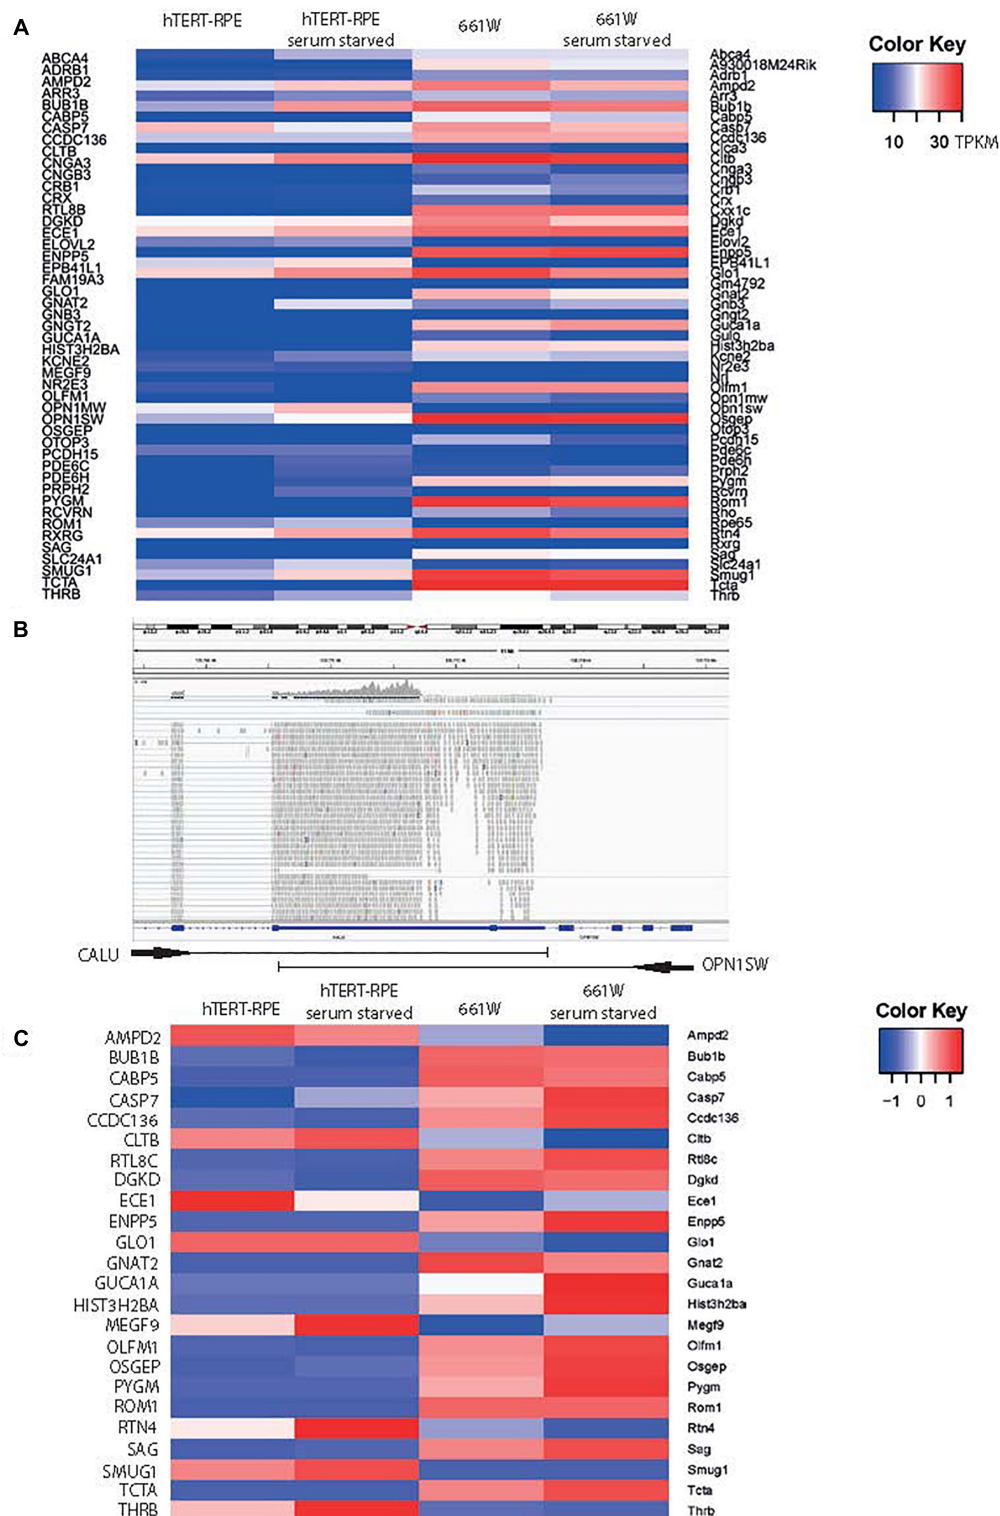 A
hTERT-RPE
hTERT-RPE
serum starved
661W
661W
serum starved
Color Key
10 30 TPKM
ABCA4
ADRB1
AMPD2
ARR3
BUB1B
CABP5
CASP7
CCDC136
CLTB
CNGA3
CNGB3
CRB1
CRX
RTL8B
DGKD
ECE1
ELOVL2
ENPP5
EPB41L1
FAM19A3
GLO1
GNAT2
GNB3
GNGT2
GUCA1A
HIST3H2BA
KCNE2
MEGF9
NR2E3
OLFM1
OPN1MW
OPN1SW
OSGEP
OTOP3
PCDH15
PDE6C
PDE6H
PRPH2
PYGM
RCVRN
ROM1
RXRG
SAG
SLC24A1
SMUG1
TCTA
THRB
Abca4
A930018M24Rik
Adrb1
Ampd2
Arr3
Bub1b
Cabp5
Casp7
Ccdc136
Clca3
Cltb
Cnga3
Cngb3
Crb1
Crx
Cxx1c
Dgkd
Ece1
Elovl2
Enpp5
EPB41L1
Glo1
Gm4792
Gnat2
Gnb3
Gngt2
Guca1a
Gulo
Hist3h2ba
Kcne2
Nr2e3
Nrl
Olfm1
Opn1mw
Opn1sw
Osgep
Otop3
Pcdh15
Pde6c
Pde6h
Prph2
Pygm
Rcvrn
Rom1
Rho
Rpe65
Rtn4
Rxrg
Sag
Slc24a1
Smug1
Tcta
Thrb
B
CALU
OPN1SW
C
hTERT-RPE
hTERT-RPE
serum starved
661W
661W
serum starved
Color Key
−1 0 1
AMPD2
BUB1B
CABP5
CASP7
CCDC136
CLTB
RTL8C
DGKD
ECE1
ENPP5
GLO1
GNAT2
GUCA1A
HIST3H2BA
MEGF9
OLFM1
OSGEP
PYGM
ROM1
RTN4
SAG
SMUG1
TCTA
THRB
Ampd2
Bub1b
Cabp5
Casp7
Ccdc136
Cltb
Rtl8c
Dgkd
Ece1
Enpp5
Glo1
Gnat2
Guca1a
Hist3h2ba
Megf9
Olfm1
Osgep
Pygm
Rom1
Rtn4
Sag
Smug1
Tcta
Thrb